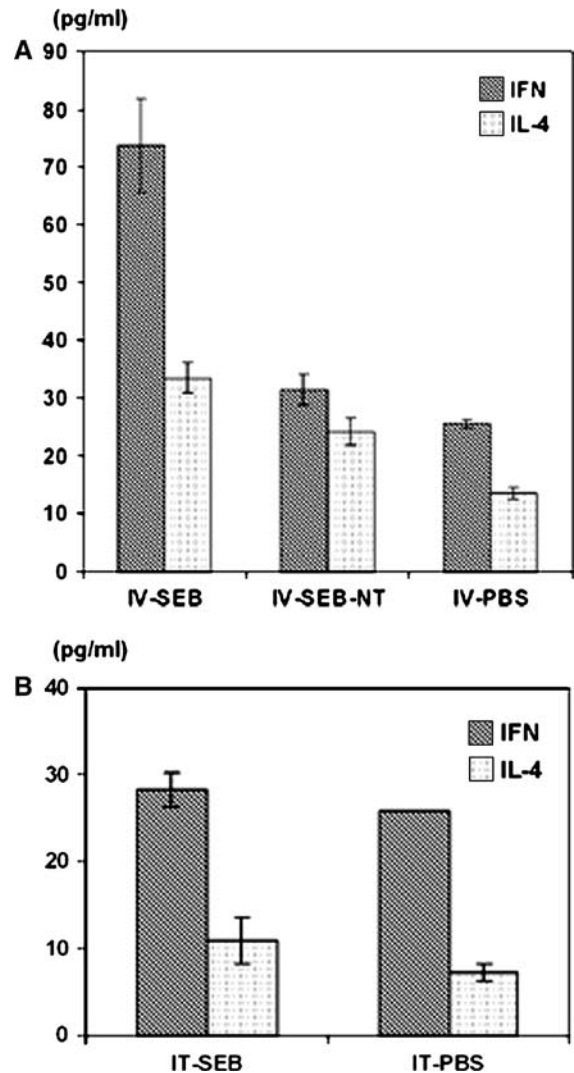 (pg/ml)
A
90
80
70
60
50
40
30
20
10
0
IFN
IL-4
IV-SEB IV-SEB-NT IV-PBS
(pg/ml)
B
40
30
20
10
0
IFN
IL-4
IT-SEB IT-PBS